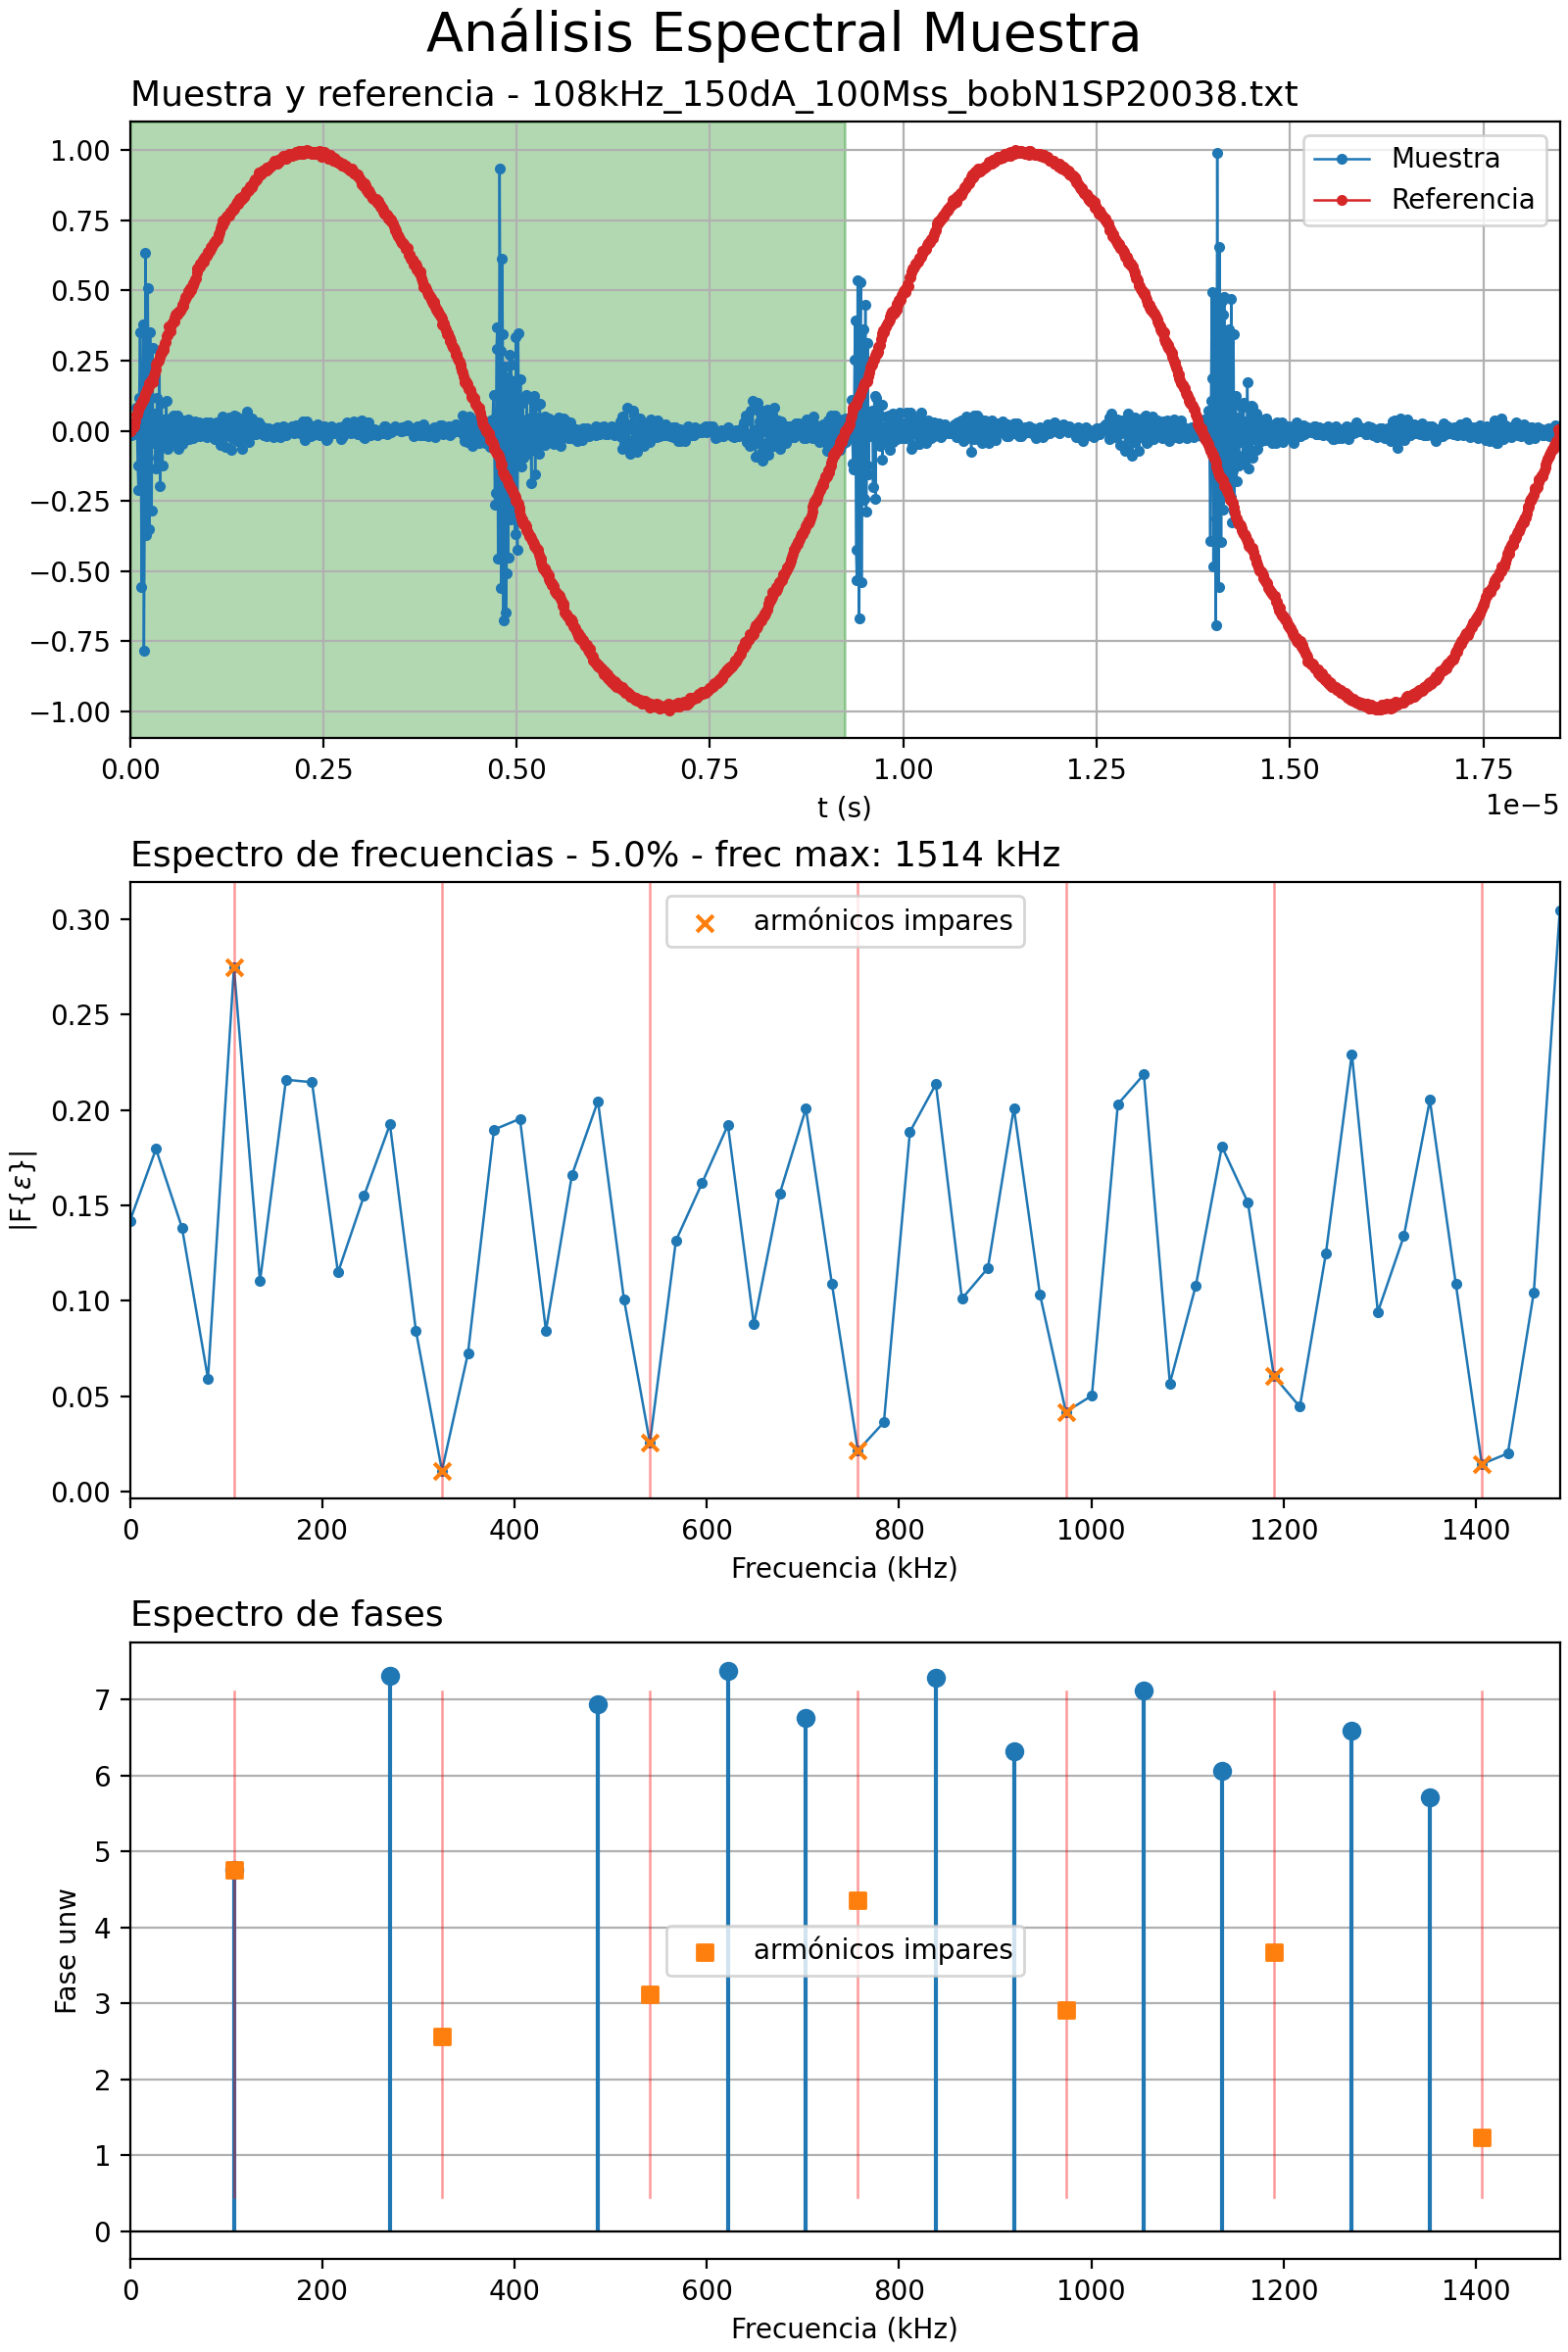 Análisis Espectral Muestra
Muestra y referencia - 108kHz_150dA_100Mss_bobN1SP20038.txt
1.00
0.75
0.50
0.25
0.00
−0.25
−0.50
−0.75
−1.00
Muestra
Referencia
0.00 0.25 0.50 0.75 1.00 1.25 1.50 1.75
1e−5
t (s)
Espectro de frecuencias - 5.0% - frec max: 1514 kHz
|F{ε}|
0.30
0.25
0.20
0.15
0.10
0.05
0.00
armónicos impares
0 200 400 600 800 1000 1200 1400
Frecuencia (kHz)
Espectro de fases
Fase unw
7
6
5
4
3
2
1
0
armónicos impares
0 200 400 600 800 1000 1200 1400
Frecuencia (kHz)